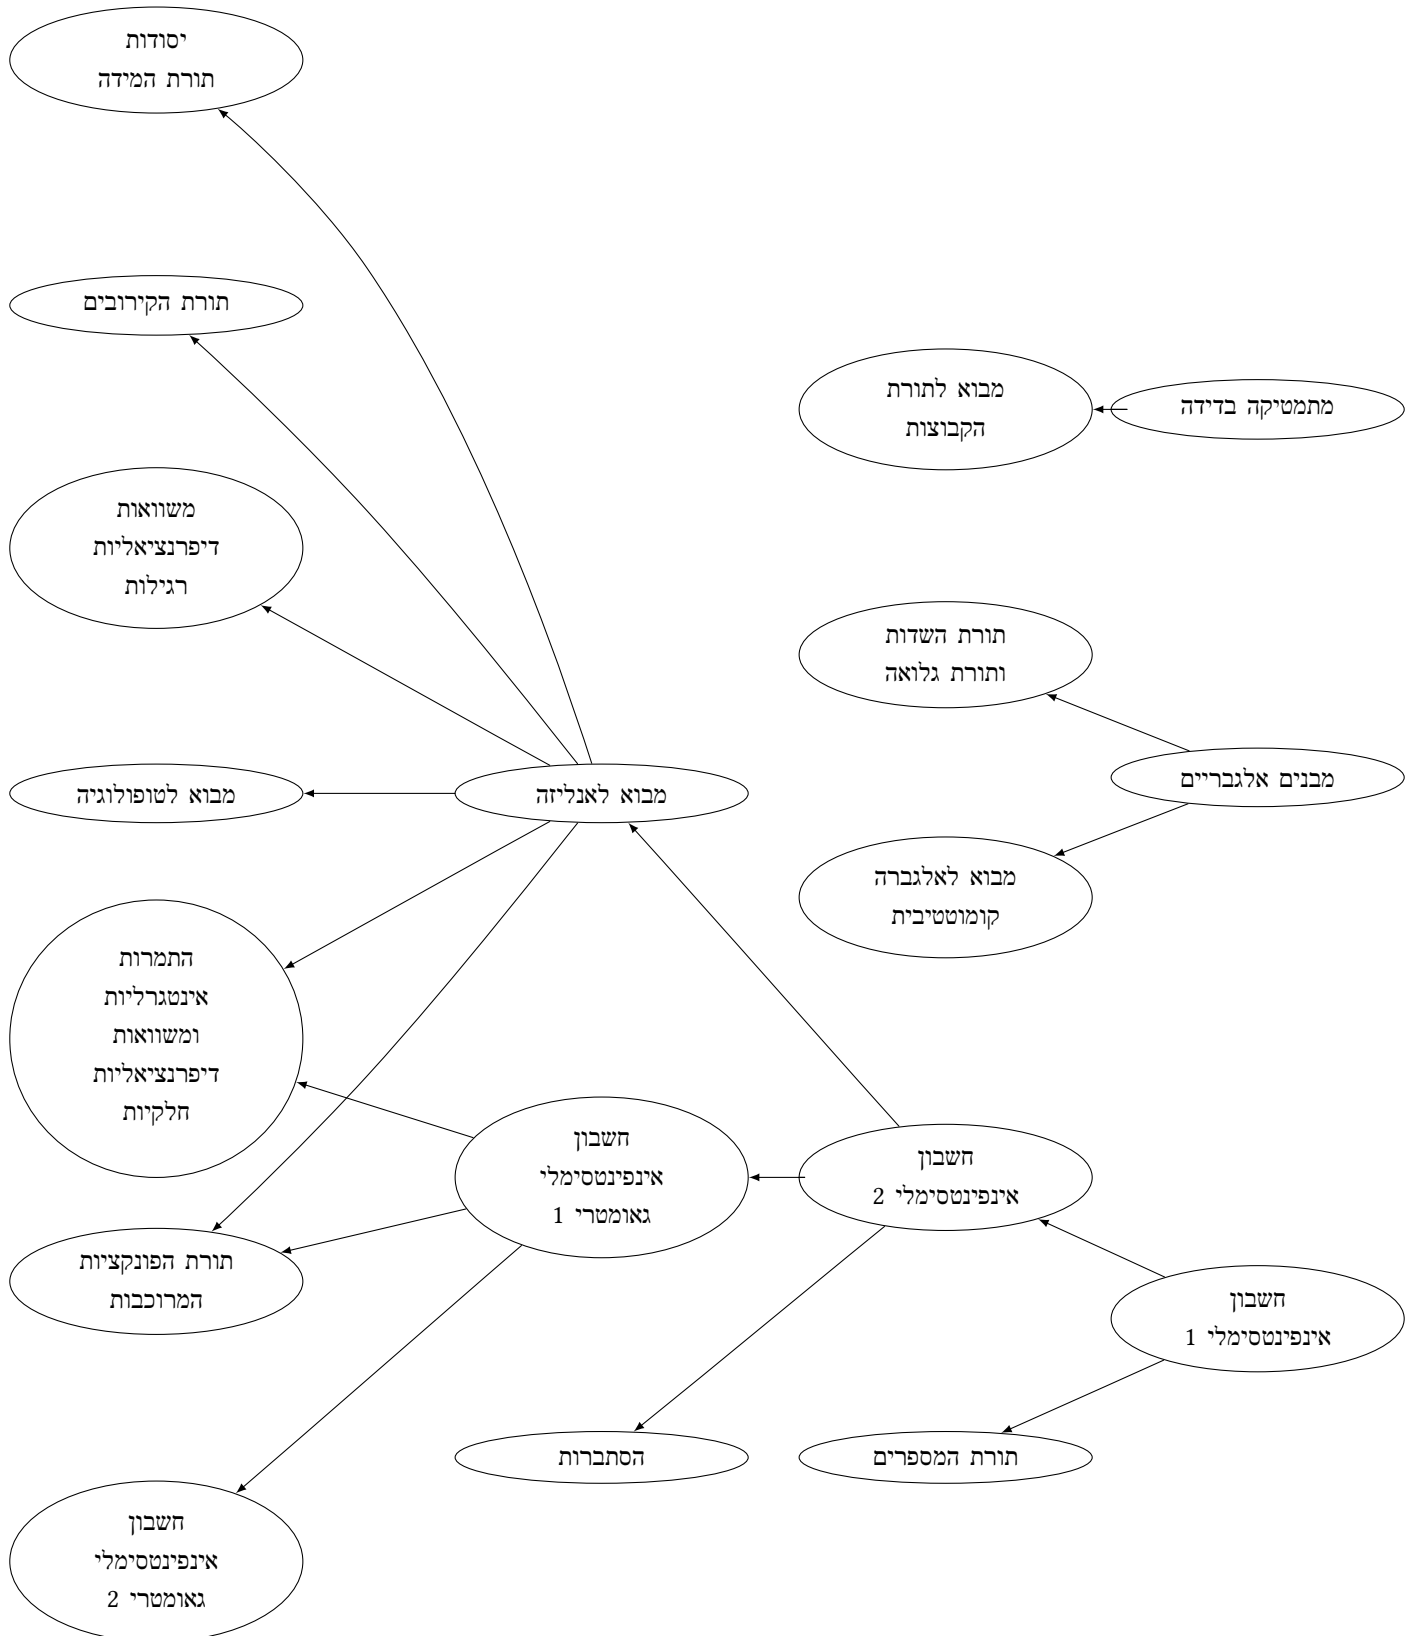 יסודות
תורת המידה
תורת הקירובים
מבוא לתורת
הקבוצות
מתמטיקה בדידה
משוואות
דיפרנציאליות
רגילות
תורת השדות
ותורת גלואה
מבנים אלגבריים
מבוא לאנליזה
מבוא לטופולוגיה
מבוא לאלגברה
קומוטטיבית
התמרות
אינטגרליות
ומשוואות
דיפרנציאליות
חלקיות
חשבון
אינפינטסימלי
גאומטרי 1
חשבון
אינפינטסימלי 2
תורת הפונקציות
המרוכבות
חשבון
אינפינטסימלי 1
תורת המספרים
הסתברות
חשבון
אינפינטסימלי
גאומטרי 2